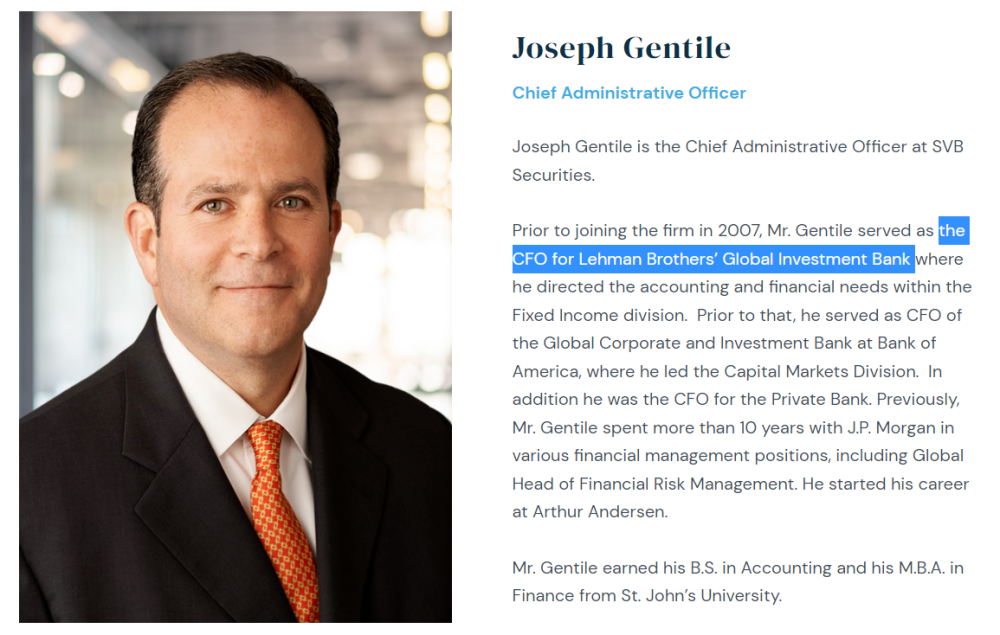 Joseph Gentile
Chief Administrative Officer
Joseph Gentile is the Chief Administrative Officer at SVB
Securities.
Prior to joining the firm in 2007, Mr. Gentile served as the
CFO for Lehman Brothers’ Global Investment Bank where
he directed the accounting and financial needs within the
Fixed Income division.  Prior to that, he served as CFO of
the Global Corporate and Investment Bank at Bank of
America, where he led the Capital Markets Division.  In
addition he was the CFO for the Private Bank. Previously,
Mr. Gentile spent more than 10 years with J.P. Morgan in
various financial management positions, including Global
Head of Financial Risk Management. He started his career
at Arthur Andersen.
Mr. Gentile earned his B.S. in Accounting and his M.B.A. in
Finance from St. John’s University.